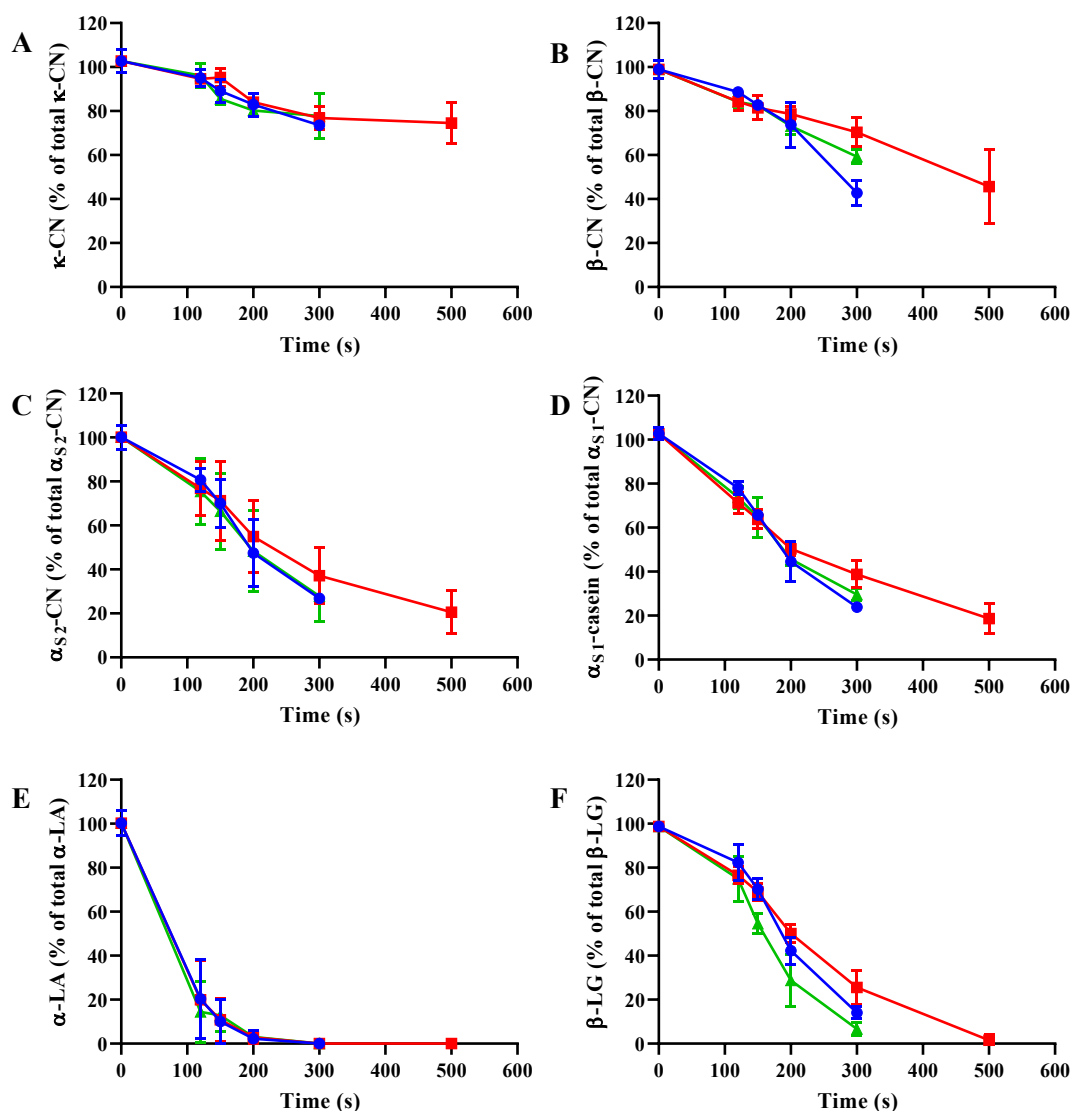 A
κ-CN (% of total κ-CN)
120
100
80
60
40
20
0
0 100 200 300 400 500 600
Time (s)
B
β-CN (% of total β-CN)
120
100
80
60
40
20
0
0 100 200 300 400 500 600
Time (s)
C
αS2-CN (% of total αS2-CN)
120
100
80
60
40
20
0
0 100 200 300 400 500 600
Time (s)
D
αS1-casein (% of total αS1-CN)
120
100
80
60
40
20
0
0 100 200 300 400 500 600
Time (s)
E
α-LA (% of total α-LA)
120
100
80
60
40
20
0
0 100 200 300 400 500 600
Time (s)
F
β-LG (% of total β-LG)
120
100
80
60
40
20
0
0 100 200 300 400 500 600
Time (s)